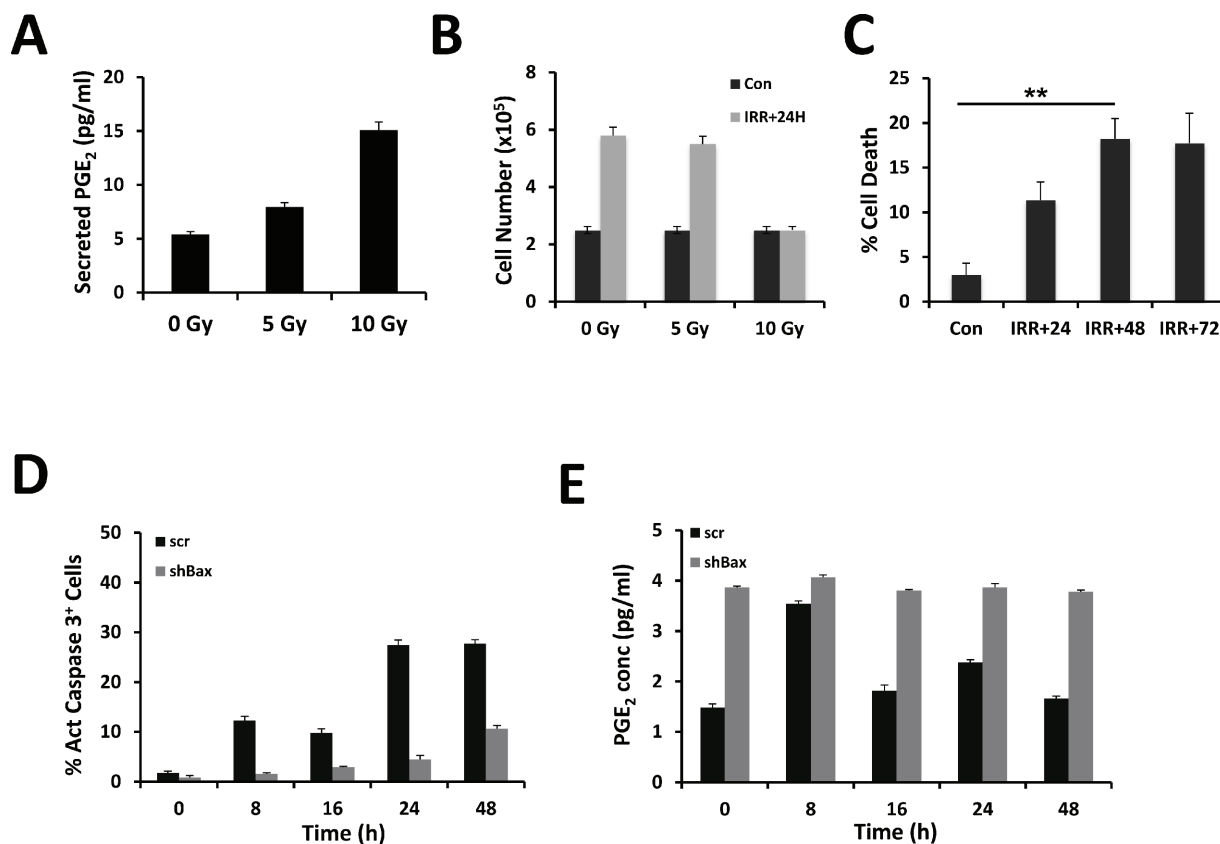 A
Secreted PGE₂ (pg/ml)
20
15
10
5
0
0 Gy
5 Gy
10 Gy
B
Cell Number (x10⁵)
8
6
4
2
0
Con
IRR+24H
0 Gy
5 Gy
10 Gy
C
% Cell Death
25
20
15
10
5
0
**
Con
IRR+24
IRR+48
IRR+72
D
% Act Caspase 3⁺ Cells
50
40
30
20
10
0
scr
shBax
0
8
16
24
48
Time (h)
E
PGE₂ conc (pg/ml)
5
4
3
2
1
0
scr
shBax
0
8
16
24
48
Time (h)